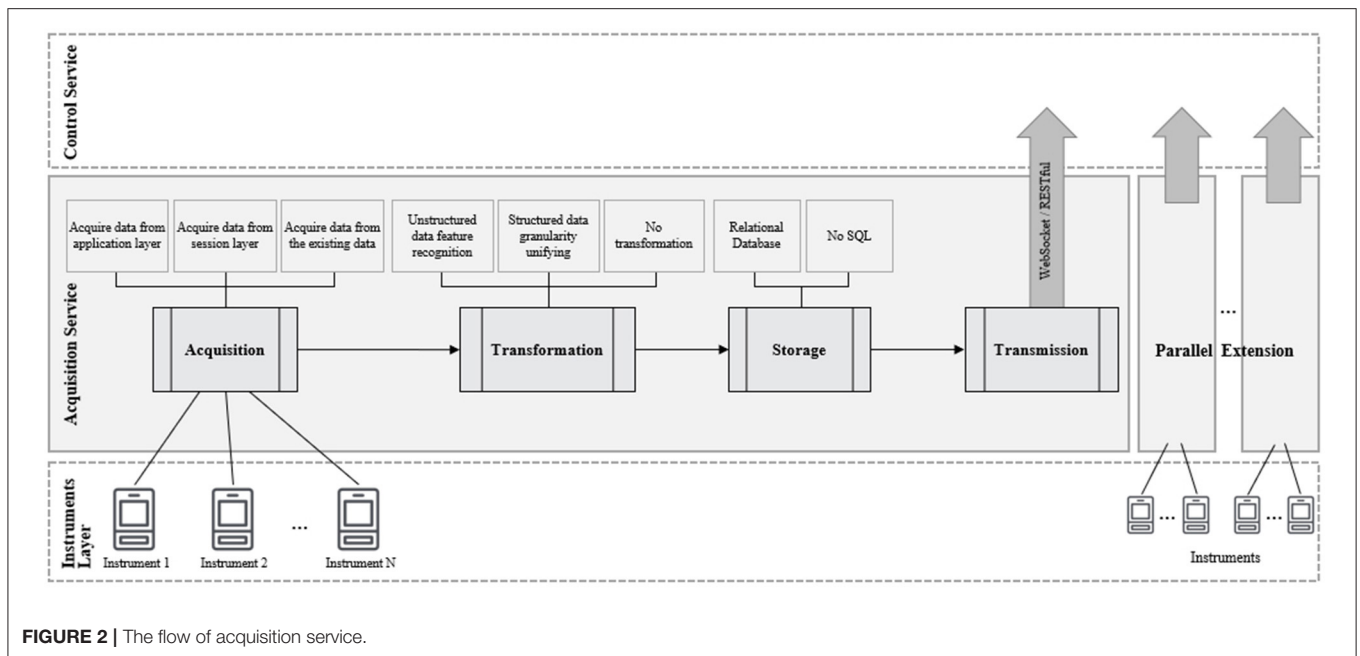 Control Service
WebSocket / RESTful
Acquisition Service
Acquire data from
application layer
Acquire data from
session layer
Acquire data from
the existing data
Unstructured
data feature
recognition
Structured data
granularity
unifying
No
transformation
Relational
Database
No SQL
Acquisition
Transformation
Storage
Transmission
...
Parallel Extension
Instruments
Layer
Instrument 1
Instrument 2
...
Instrument N
...
...
Instruments
FIGURE 2 | The flow of acquisition service.